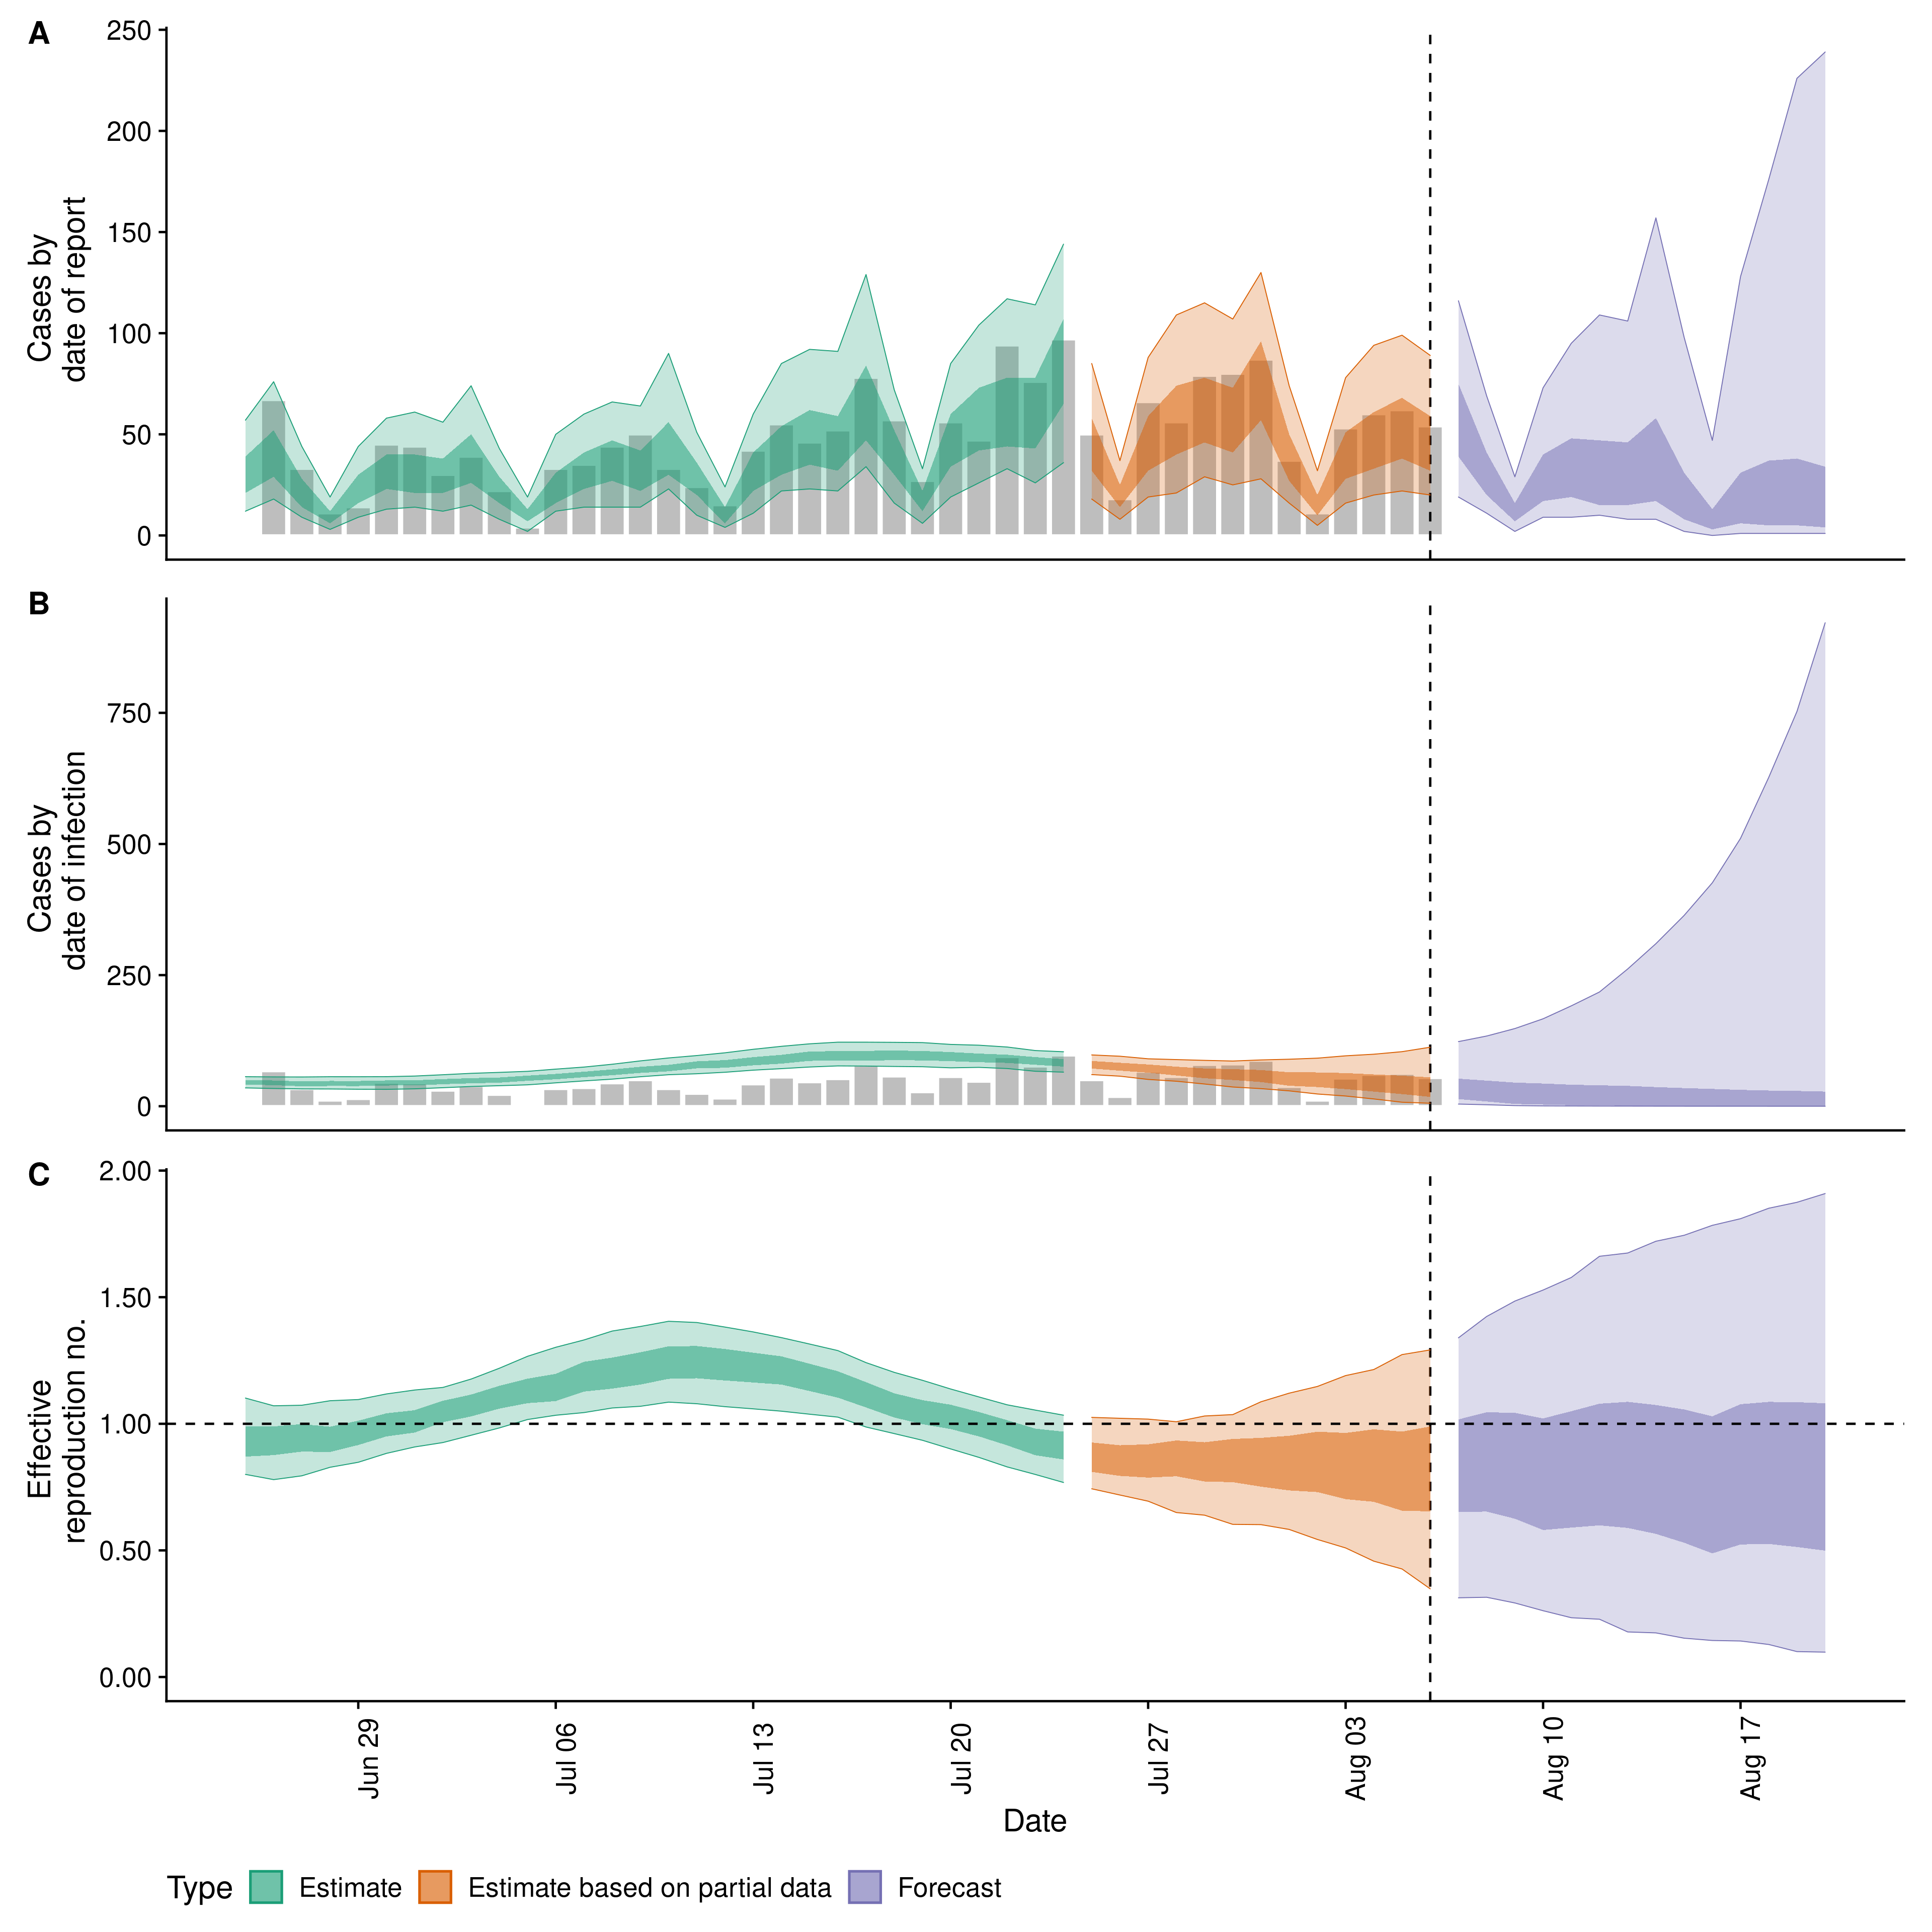 A
250
200
150
100
50
0
Cases by
date of report
B
750
500
250
0
Cases by
date of infection
C
2.00
1.50
1.00
0.50
0.00
Effective
reproduction no.
Jun 29
Jul 06
Jul 13
Jul 20
Jul 27
Aug 03
Aug 10
Aug 17
Date
Type Estimate Estimate based on partial data Forecast